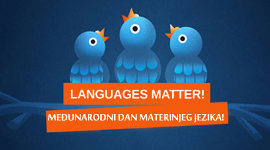 LANGUAGES MATTER!
MEĐUNARODNI DAN MATERINJEG JEZIKA!